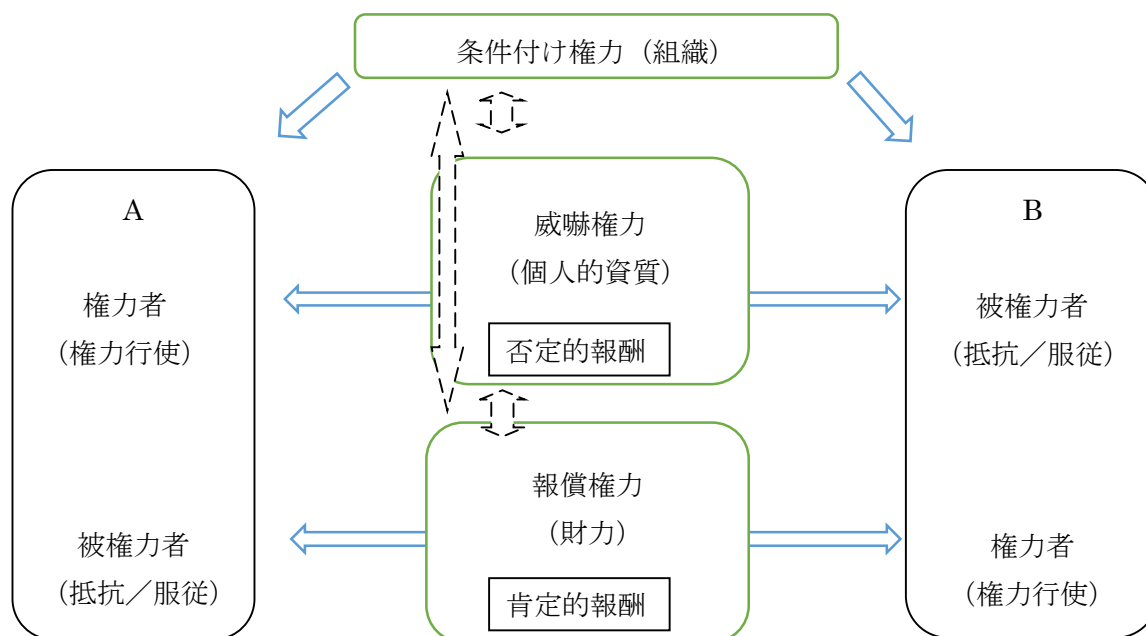 条件付け権力（組織）
A
権力者
（権力行使）
被権力者
（抵抗／服従）
威嚇権力
（個人的資質）
否定的報酬
報償権力
（財力）
肯定的報酬
B
被権力者
（抵抗／服従）
権力者
（権力行使）